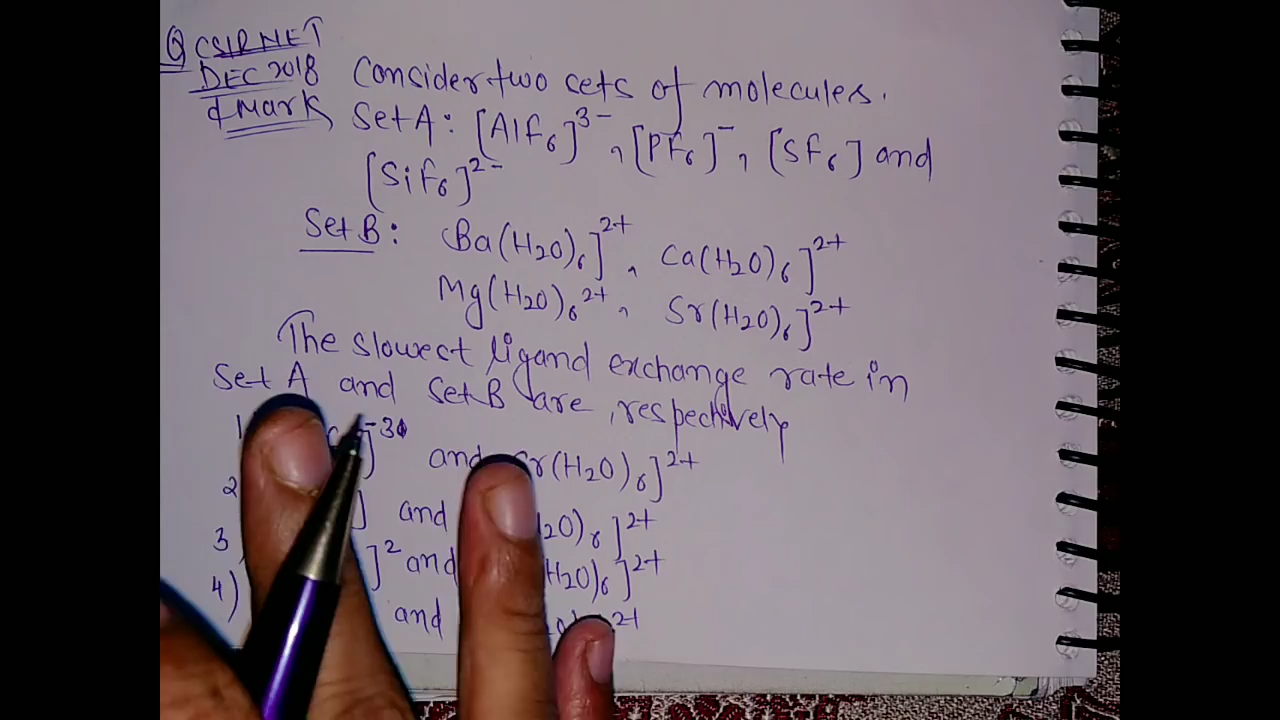 Q CSIR NET
DEC 2018
Consider two sets of molecules.
Mark
Set A: [AlF6]3-, [PF6]-, [SF6] and
[SiF6]2-
Set B: Ba(H2O)6]2+, Ca(H2O)6]2+
Mg(H2O)6 2+, Sr(H2O)6]2+
The slowest ligand exchange rate in
Set A and Set B are, respectively
]-3 and Sr(H2O)6]2+
2 ] and 2O)6]2+
3) ]2 and H2O)6]2+
4) and 2+